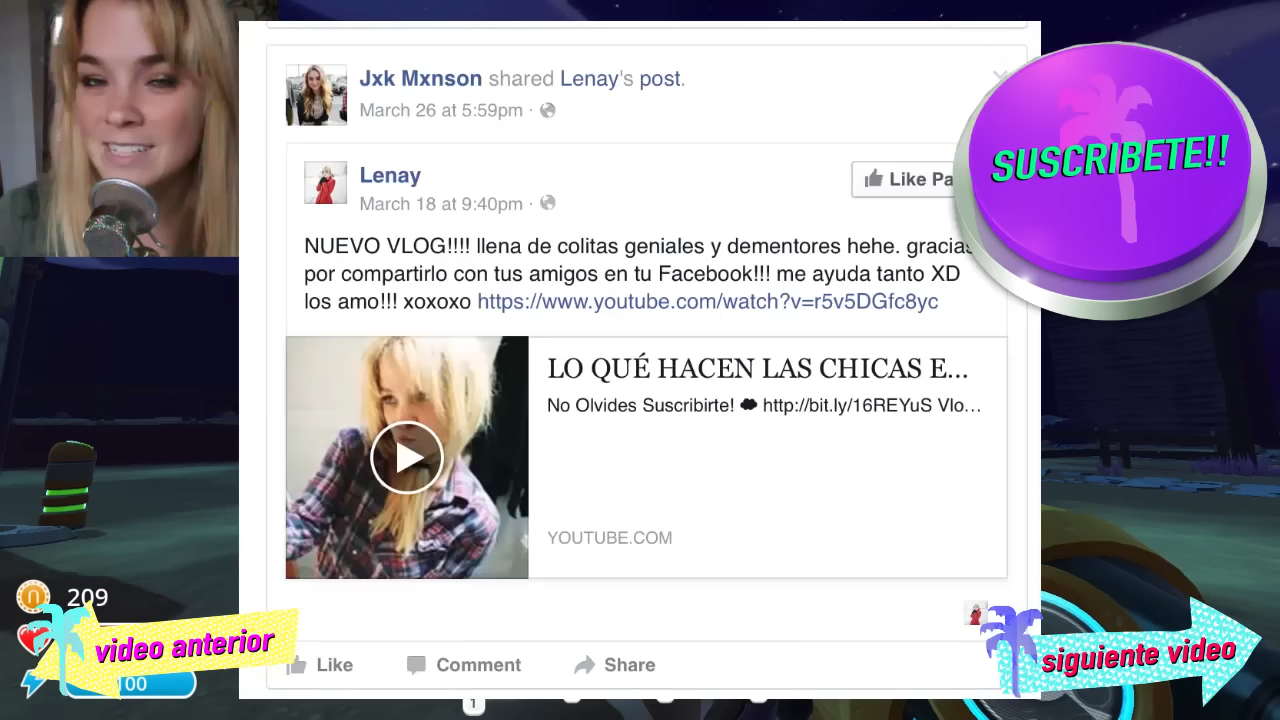 Jxk Mxnson shared Lenay's post.
March 26 at 5:59pm ·
Lenay
March 18 at 9:40pm ·
Like Pa
SUSCRIBETE!!
NUEVO VLOG!!!! llena de colitas geniales y dementores hehe. gracias
por compartirlo con tus amigos en tu Facebook!!! me ayuda tanto XD
los amo!!! xoxoxo https://www.youtube.com/watch?v=r5v5DGfc8yc
LO QUÉ HACEN LAS CHICAS E...
No Olvides Suscribirte! http://bit.ly/16REYuS Vlo...
YOUTUBE.COM
209
video anterior
00
Like Comment Share
siguiente video
1